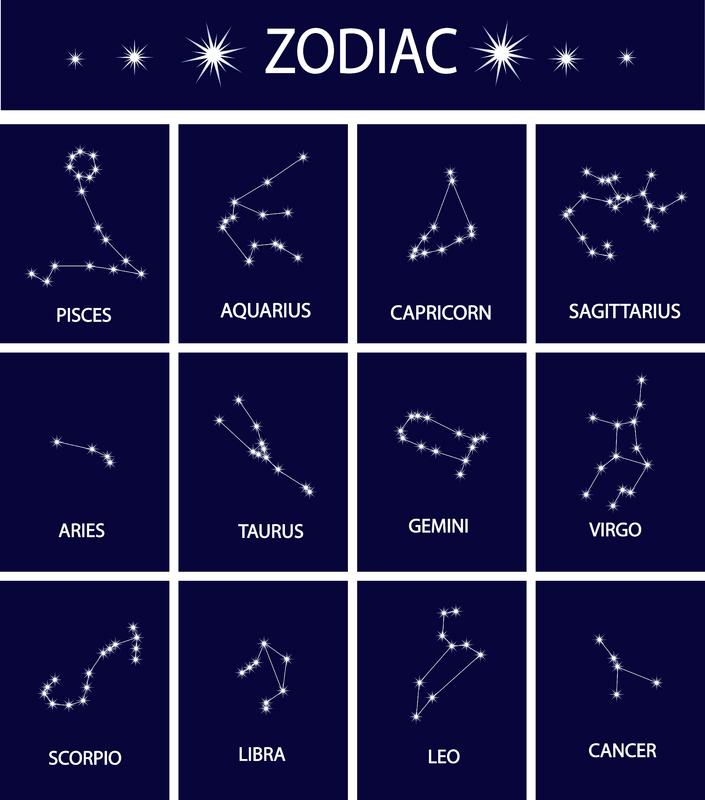 ZODIAC
PISCES
AQUARIUS
CAPRICORN
SAGITTARIUS
ARIES
TAURUS
GEMINI
VIRGO
SCORPIO
LIBRA
LEO
CANCER